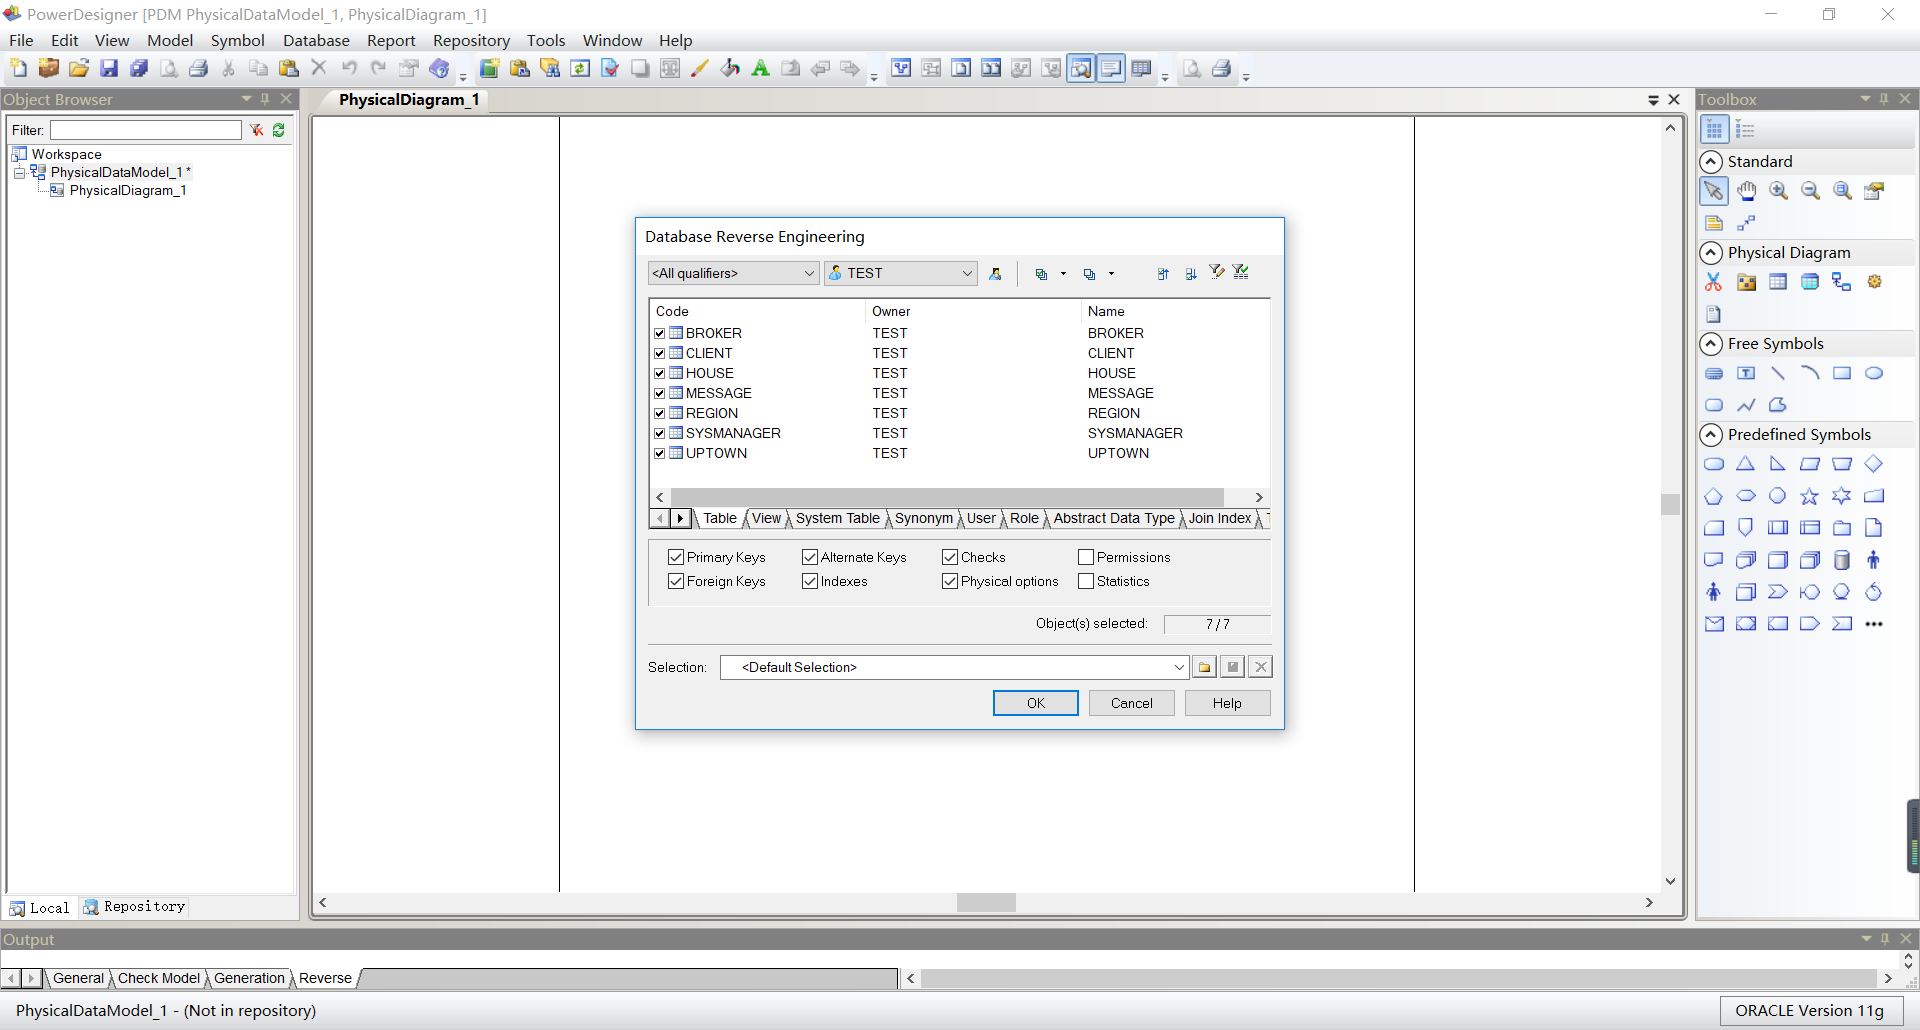 PowerDesigner [PDM PhysicalDataModel_1, PhysicalDiagram_1]
File Edit View Model Symbol Database Report Repository Tools Window Help
Object Browser
PhysicalDiagram_1
Toolbox
Filter:
Workspace
PhysicalDataModel_1 *
PhysicalDiagram_1
Standard
Physical Diagram
Free Symbols
Predefined Symbols
Database Reverse Engineering
<All qualifiers> TEST
Code Owner Name
BROKER TEST BROKER
CLIENT TEST CLIENT
HOUSE TEST HOUSE
MESSAGE TEST MESSAGE
REGION TEST REGION
SYSMANAGER TEST SYSMANAGER
UPTOWN TEST UPTOWN
Table View System Table Synonym User Role Abstract Data Type Join Index
Primary Keys Alternate Keys Checks Permissions
Foreign Keys Indexes Physical options Statistics
Object(s) selected: 7 / 7
Selection: <Default Selection>
OK Cancel Help
Local Repository
Output
General Check Model Generation Reverse
PhysicalDataModel_1 - (Not in repository)
ORACLE Version 11g